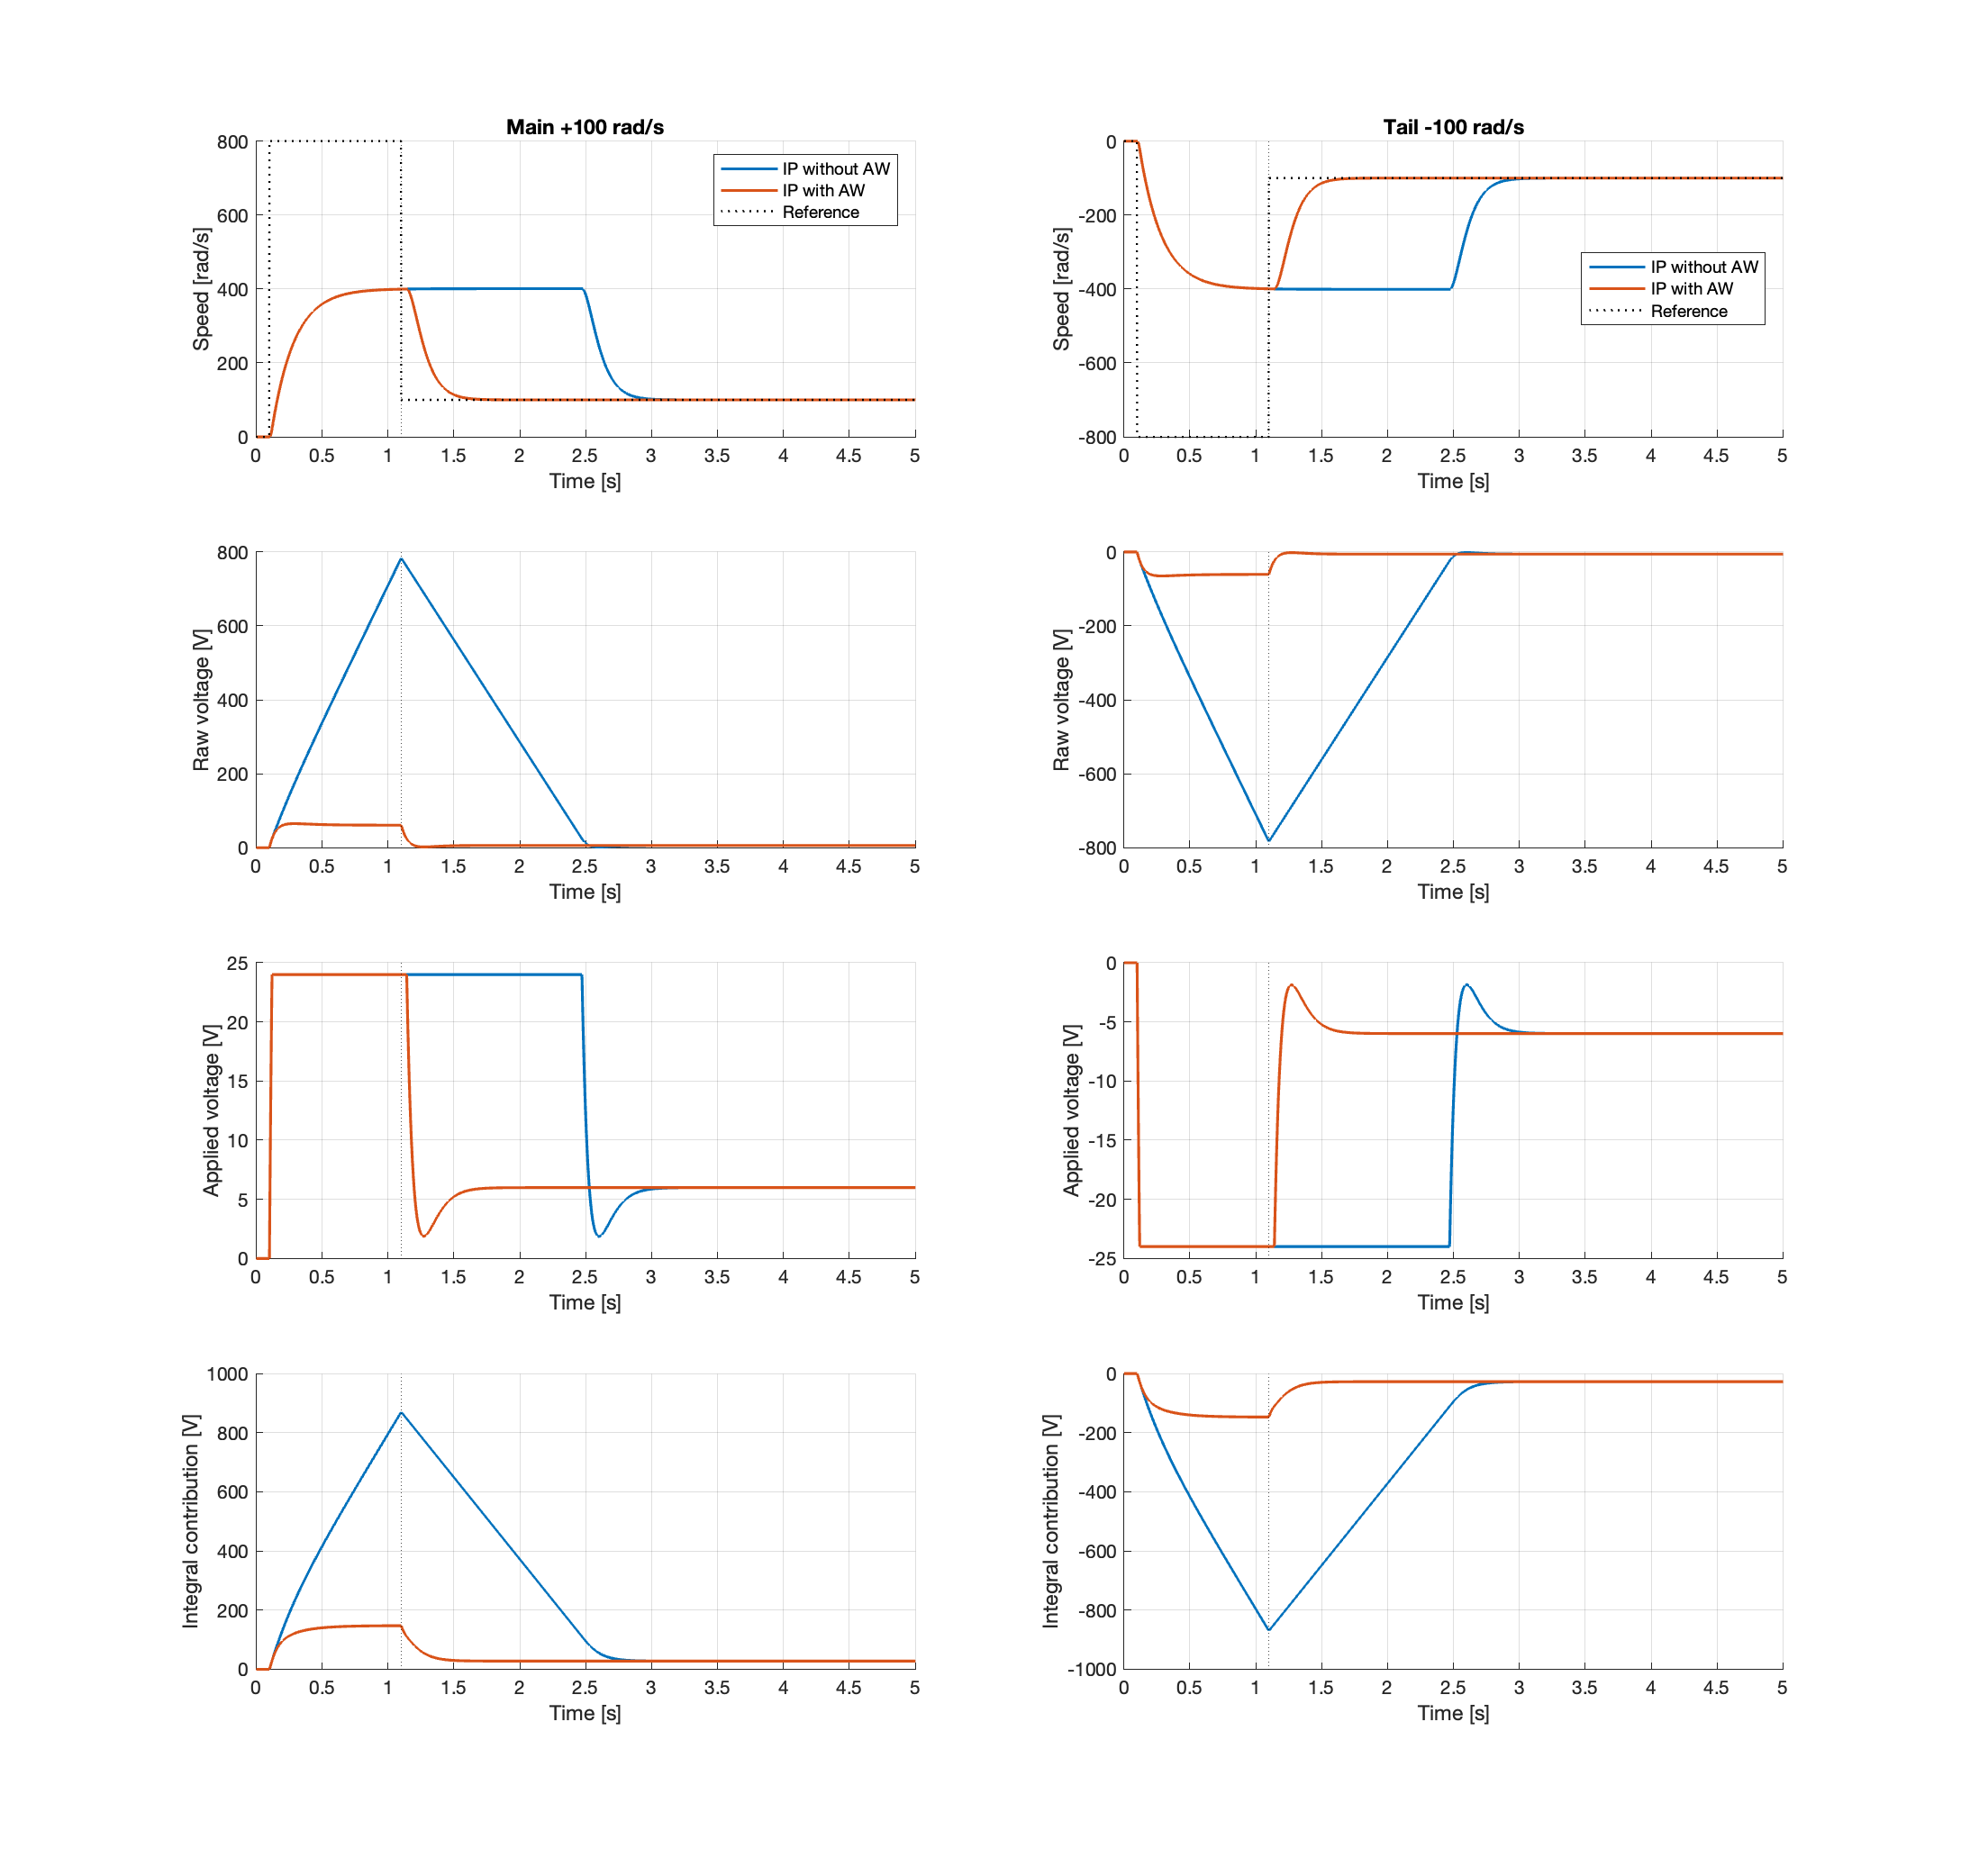 Main +100 rad/s
800
600
400
200
0
Speed [rad/s]
IP without AW
IP with AW
Reference
0 0.5 1 1.5 2 2.5 3 3.5 4 4.5 5
Time [s]
Tail -100 rad/s
0
-200
-400
-600
-800
Speed [rad/s]
IP without AW
IP with AW
Reference
0 0.5 1 1.5 2 2.5 3 3.5 4 4.5 5
Time [s]
800
600
400
200
0
Raw voltage [V]
0 0.5 1 1.5 2 2.5 3 3.5 4 4.5 5
Time [s]
0
-200
-400
-600
-800
Raw voltage [V]
0 0.5 1 1.5 2 2.5 3 3.5 4 4.5 5
Time [s]
25
20
15
10
5
0
Applied voltage [V]
0 0.5 1 1.5 2 2.5 3 3.5 4 4.5 5
Time [s]
0
-5
-10
-15
-20
-25
Applied voltage [V]
0 0.5 1 1.5 2 2.5 3 3.5 4 4.5 5
Time [s]
1000
800
600
400
200
0
Integral contribution [V]
0 0.5 1 1.5 2 2.5 3 3.5 4 4.5 5
Time [s]
0
-200
-400
-600
-800
-1000
Integral contribution [V]
0 0.5 1 1.5 2 2.5 3 3.5 4 4.5 5
Time [s]